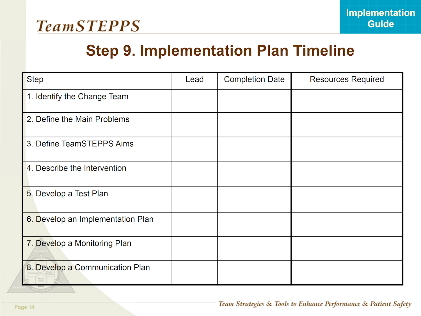 Implementation
Guide
TeamSTEPPS
Step 9. Implementation Plan Timeline
Step Lead Completion Date Resources Required
1. Identify the Change Team
2. Define the Main Problems
3. Define TeamSTEPPS Aims
4. Describe the Intervention
5. Develop a Test Plan
6. Develop an Implementation Plan
7. Develop a Monitoring Plan
8. Develop a Communication Plan
Team Strategies & Tools to Enhance Performance & Patient Safety